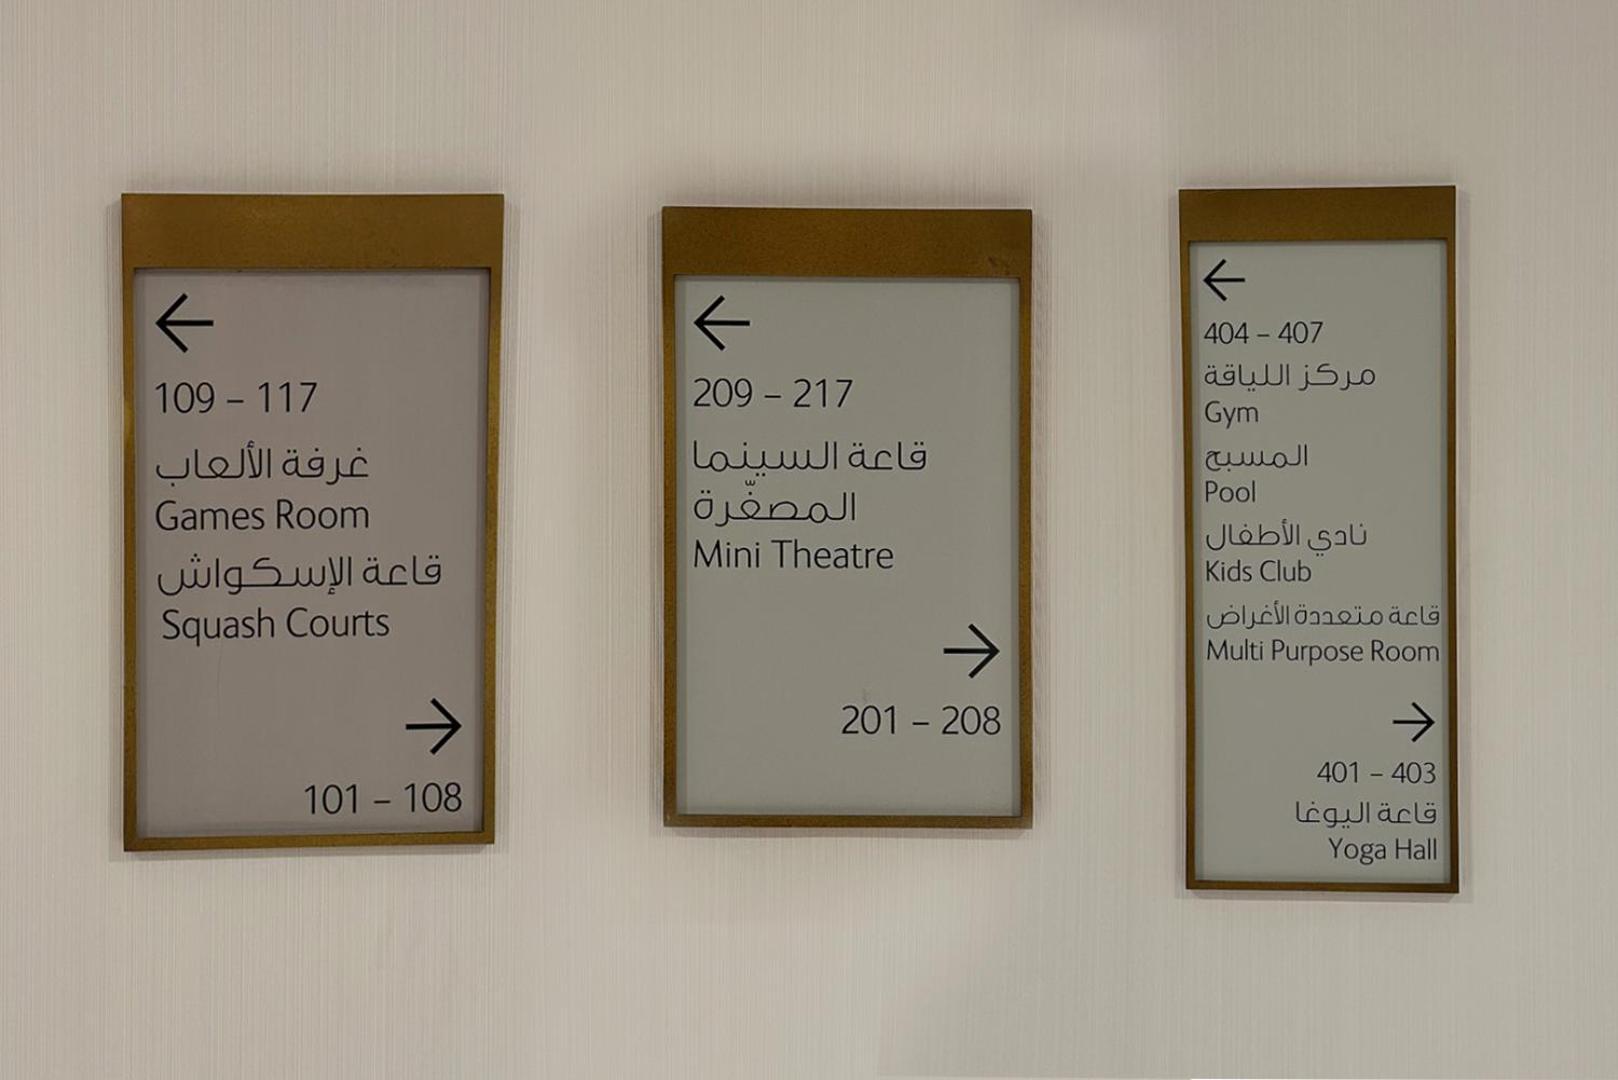 109 – 117
غرفة الألعاب
Games Room
قاعة الإسكواش
Squash Courts
101 – 108
209 – 217
قاعة السينما
المصغّرة
Mini Theatre
201 – 208
404 – 407
مركز اللياقة
Gym
المسبح
Pool
نادي الأطفال
Kids Club
قاعة متعددة الأغراض
Multi Purpose Room
401 – 403
قاعة اليوغا
Yoga Hall